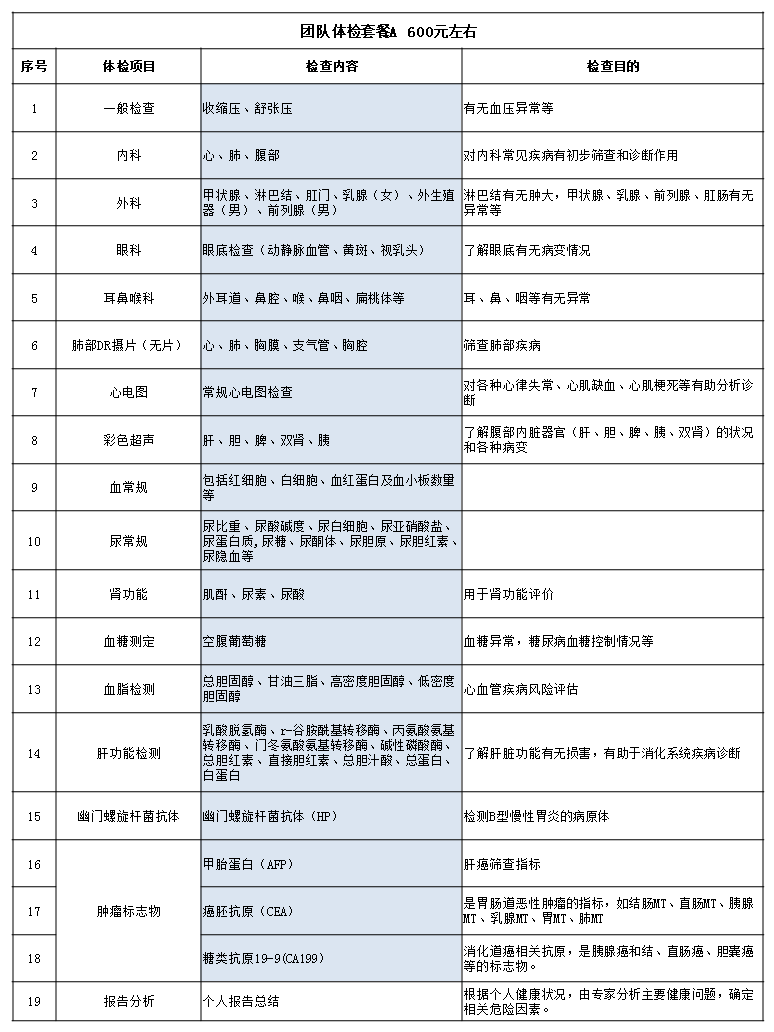 团队体检套餐A 600元左右
序号 体检项目 检查内容 检查目的
1 一般检查 收缩压、舒张压 有无血压异常等
2 内科 心、肺、腹部 对内科常见疾病有初步筛查和诊断作用
3 外科 甲状腺、淋巴结、肛门、乳腺（女）、外生殖
器（男）、前列腺（男） 淋巴结有无肿大，甲状腺、乳腺、前列腺、肛肠有无
异常等
4 眼科 眼底检查（动静脉血管、黄斑、视乳头） 了解眼底有无病变情况
5 耳鼻喉科 外耳道、鼻腔、喉、鼻咽、扁桃体等 耳、鼻、咽等有无异常
6 肺部DR摄片（无片） 心、肺、胸膜、支气管、胸腔 筛查肺部疾病
7 心电图 常规心电图检查 对各种心律失常、心肌缺血、心肌梗死等有助分析诊
断
8 彩色超声 肝、胆、脾、双肾、胰 了解腹部内脏器官（肝、胆、脾、胰、双肾）的状况
和各种病变
9 血常规 包括红细胞、白细胞、血红蛋白及血小板数量
等
10 尿常规 尿比重、尿酸碱度、尿白细胞、尿亚硝酸盐、
尿蛋白质,尿糖、尿酮体、尿胆原、尿胆红素、
尿隐血等
11 肾功能 肌酐、尿素、尿酸 用于肾功能评价
12 血糖测定 空腹葡萄糖 血糖异常，糖尿病血糖控制情况等
13 血脂检测 总胆固醇、甘油三脂、高密度胆固醇、低密度
胆固醇 心血管疾病风险评估
14 肝功能检测 乳酸脱氢酶、r-谷胺酰基转移酶、丙氨酸氨基
转移酶、门冬氨酸氨基转移酶、碱性磷酸酶、
总胆红素、直接胆红素、总胆汁酸、总蛋白、
白蛋白 了解肝脏功能有无损害，有助于消化系统疾病诊断
15 幽门螺旋杆菌抗体 幽门螺旋杆菌抗体（HP） 检测B型慢性胃炎的病原体
16 肿瘤标志物 甲胎蛋白（AFP） 肝癌筛查指标
17 癌胚抗原（CEA） 是胃肠道恶性肿瘤的指标，如结肠MT、直肠MT、胰腺
MT、乳腺MT、胃MT、肺MT
18 糖类抗原19-9(CA199） 消化道癌相关抗原，是胰腺癌和结、直肠癌、胆囊癌
等的标志物。
19 报告分析 个人报告总结 根据个人健康状况，由专家分析主要健康问题，确定
相关危险因素。